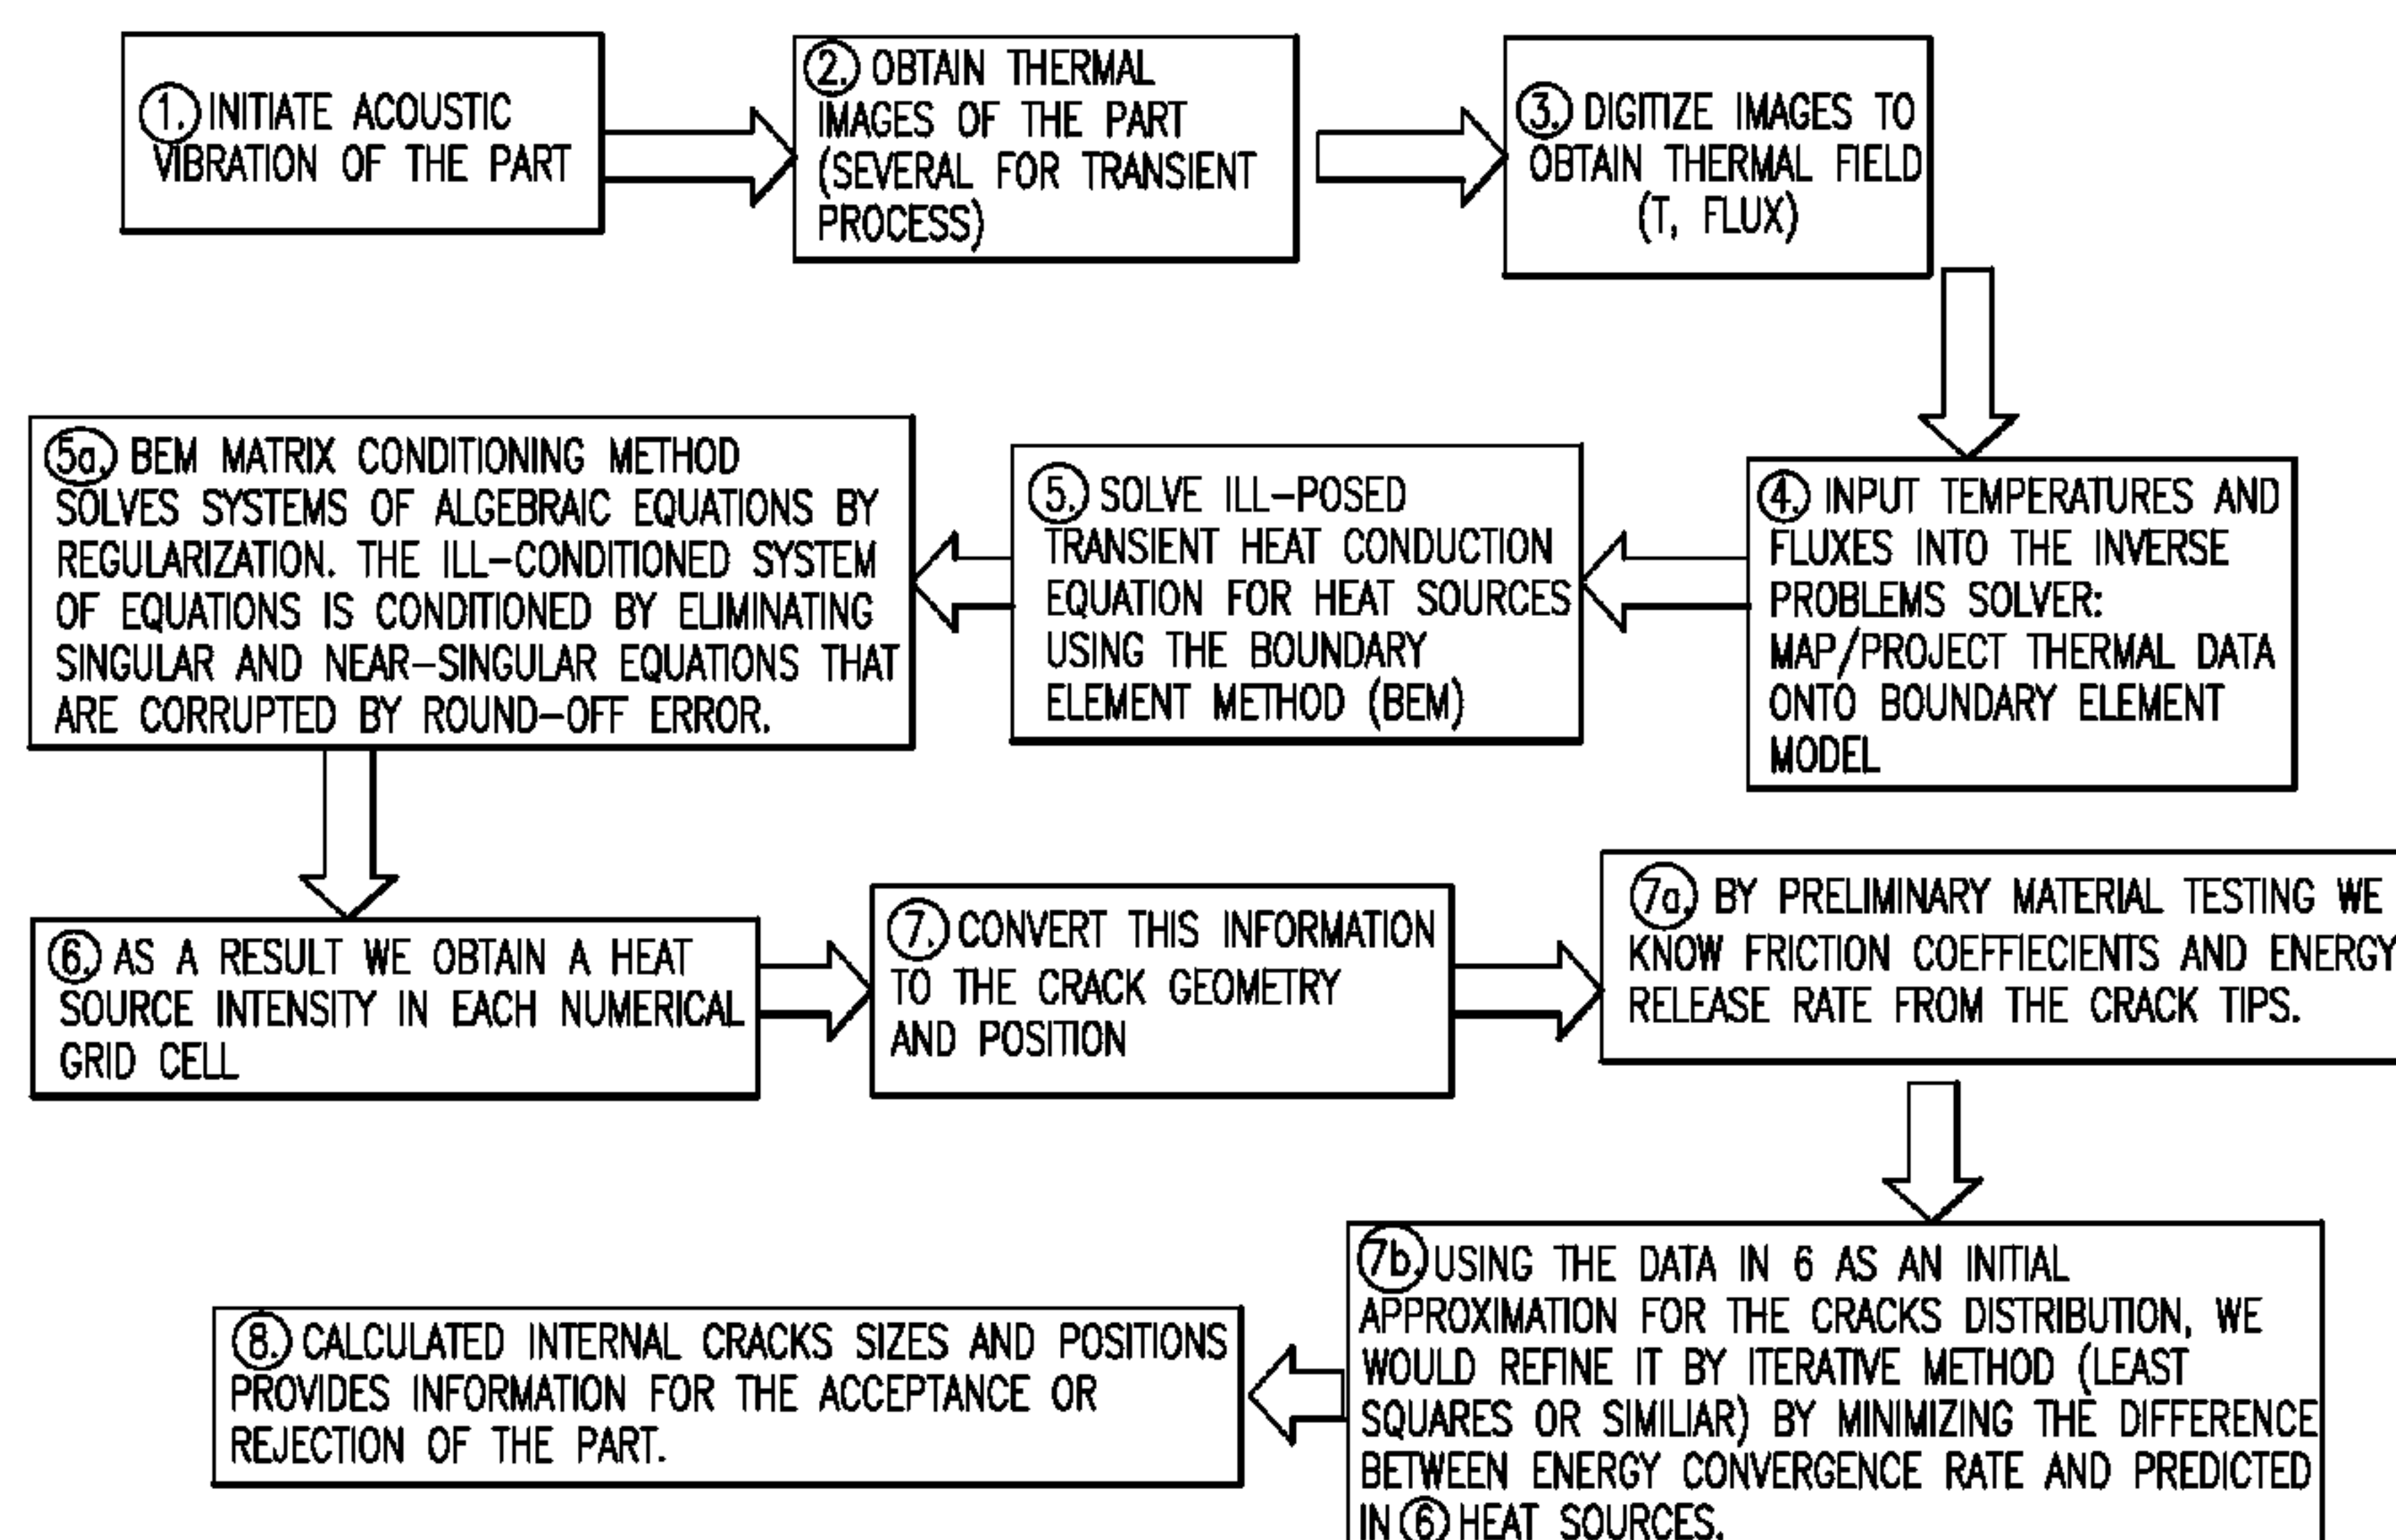 1. INITIATE ACOUSTIC
VIBRATION OF THE PART
2. OBTAIN THERMAL
IMAGES OF THE PART
(SEVERAL FOR TRANSIENT
PROCESS)
3. DIGITIZE IMAGES TO
OBTAIN THERMAL FIELD
(T, FLUX)
4. INPUT TEMPERATURES AND
FLUXES INTO THE INVERSE
PROBLEMS SOLVER:
MAP/PROJECT THERMAL DATA
ONTO BOUNDARY ELEMENT
MODEL
5. SOLVE ILL-POSED
TRANSIENT HEAT CONDUCTION
EQUATION FOR HEAT SOURCES
USING THE BOUNDARY
ELEMENT METHOD (BEM)
5a. BEM MATRIX CONDITIONING METHOD
SOLVES SYSTEMS OF ALGEBRAIC EQUATIONS BY
REGULARIZATION. THE ILL-CONDITIONED SYSTEM
OF EQUATIONS IS CONDITIONED BY ELIMINATING
SINGULAR AND NEAR-SINGULAR EQUATIONS THAT
ARE CORRUPTED BY ROUND-OFF ERROR.
6. AS A RESULT WE OBTAIN A HEAT
SOURCE INTENSITY IN EACH NUMERICAL
GRID CELL
7. CONVERT THIS INFORMATION
TO THE CRACK GEOMETRY
AND POSITION
7a. BY PRELIMINARY MATERIAL TESTING WE
KNOW FRICTION COEFFIECIENTS AND ENERGY
RELEASE RATE FROM THE CRACK TIPS.
7b. USING THE DATA IN 6 AS AN INITIAL
APPROXIMATION FOR THE CRACKS DISTRIBUTION, WE
WOULD REFINE IT BY ITERATIVE METHOD (LEAST
SQUARES OR SIMILIAR) BY MINIMIZING THE DIFFERENCE
BETWEEN ENERGY CONVERGENCE RATE AND PREDICTED
IN 6 HEAT SOURCES.
8. CALCULATED INTERNAL CRACKS SIZES AND POSITIONS
PROVIDES INFORMATION FOR THE ACCEPTANCE OR
REJECTION OF THE PART.